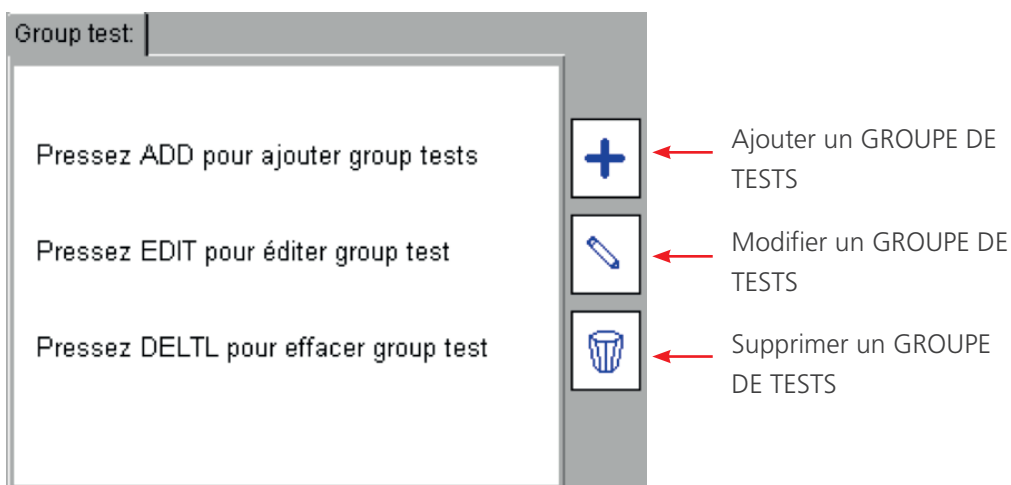 Group test:
Pressez ADD pour ajouter group tests
Ajouter un GROUPE DE
TESTS
Pressez EDIT pour éditer group test
Modifier un GROUPE DE
TESTS
Pressez DELTL pour effacer group test
Supprimer un GROUPE
DE TESTS